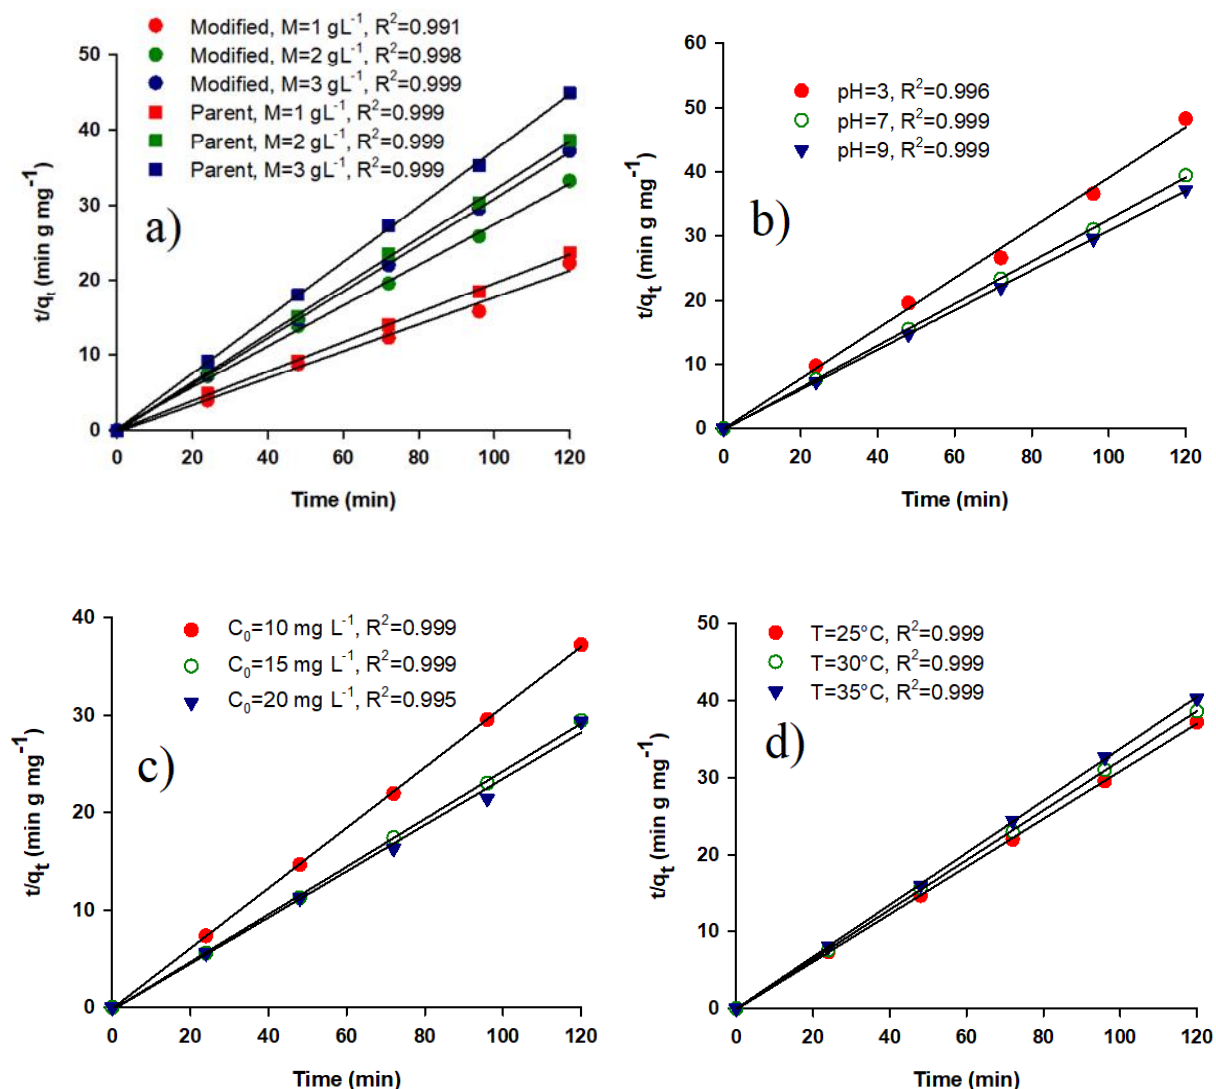 Modified, M=1 gL⁻¹, R²=0.991
Modified, M=2 gL⁻¹, R²=0.998
Modified, M=3 gL⁻¹, R²=0.999
Parent, M=1 gL⁻¹, R²=0.999
Parent, M=2 gL⁻¹, R²=0.999
Parent, M=3 gL⁻¹, R²=0.999
a)
t/qₜ (min g mg⁻¹)
50
40
30
20
10
0
0 20 40 60 80 100 120
Time (min)
pH=3, R²=0.996
pH=7, R²=0.999
pH=9, R²=0.999
b)
t/qₜ (min g mg⁻¹)
60
50
40
30
20
10
0
0 20 40 60 80 100 120
Time (min)
C₀=10 mg L⁻¹, R²=0.999
C₀=15 mg L⁻¹, R²=0.999
C₀=20 mg L⁻¹, R²=0.995
c)
t/qₜ (min g mg⁻¹)
40
30
20
10
0
0 20 40 60 80 100 120
Time (min)
T=25°C, R²=0.999
T=30°C, R²=0.999
T=35°C, R²=0.999
d)
t/qₜ (min g mg⁻¹)
50
40
30
20
10
0
0 20 40 60 80 100 120
Time (min)